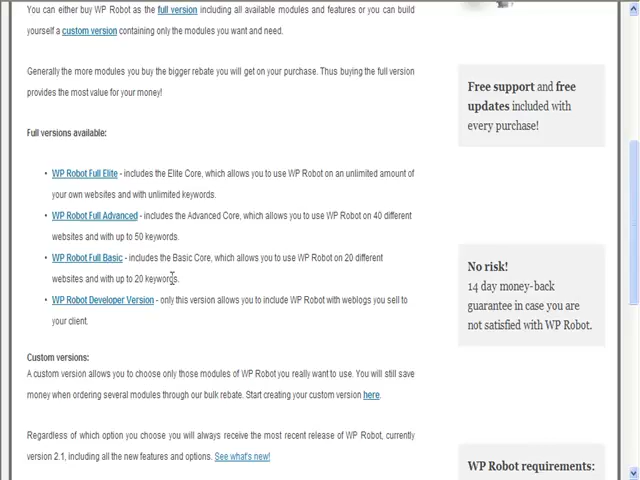 You can either buy WP Robot as the full version including all available modules and features or you can build
yourself a custom version containing only the modules you want and need.
Generally the more modules you buy the bigger rebate you will get on your purchase. Thus buying the full version
provides the most value for your money!
Full versions available:
• WP Robot Full Elite - includes the Elite Core, which allows you to use WP Robot on an unlimited amount of
your own websites and with unlimited keywords.
• WP Robot Full Advanced - includes the Advanced Core, which allows you to use WP Robot on 40 different
websites and with up to 50 keywords.
• WP Robot Full Basic - includes the Basic Core, which allows you to use WP Robot on 20 different
websites and with up to 20 keywords.
• WP Robot Developer Version - only this version allows you to include WP Robot with weblogs you sell to
your client.
Custom versions:
A custom version allows you to choose only those modules of WP Robot you really want to use. You will still save
money when ordering several modules through our bulk rebate. Start creating your custom version here.
Regardless of which option you choose you will always receive the most recent release of WP Robot, currently
version 2.1, including all the new features and options. See what's new!
Free support and free
updates included with
every purchase!
No risk!
14 day money-back
guarantee in case you are
not satisfied with WP Robot.
WP Robot requirements: